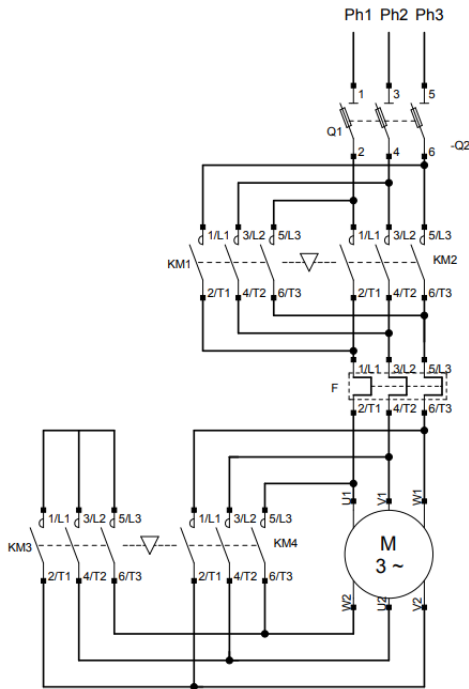 Ph1 Ph2 Ph3
1 3 5
Q1
2 4 6 -Q2
1/L1 3/L2 5/L3 1/L1 3/L2 5/L3
KM1 KM2
2/T1 4/T2 6/T3 2/T1 4/T2 6/T3
1/L1 3/L2 5/L3
F
2/T1 4/T2 6/T3
U1 V1 W1
1/L1 3/L2 5/L3 1/L1 3/L2 5/L3
KM3 KM4
M
3 ~
2/T1 4/T2 6/T3 2/T1 4/T2 6/T3
W2 U2 V2